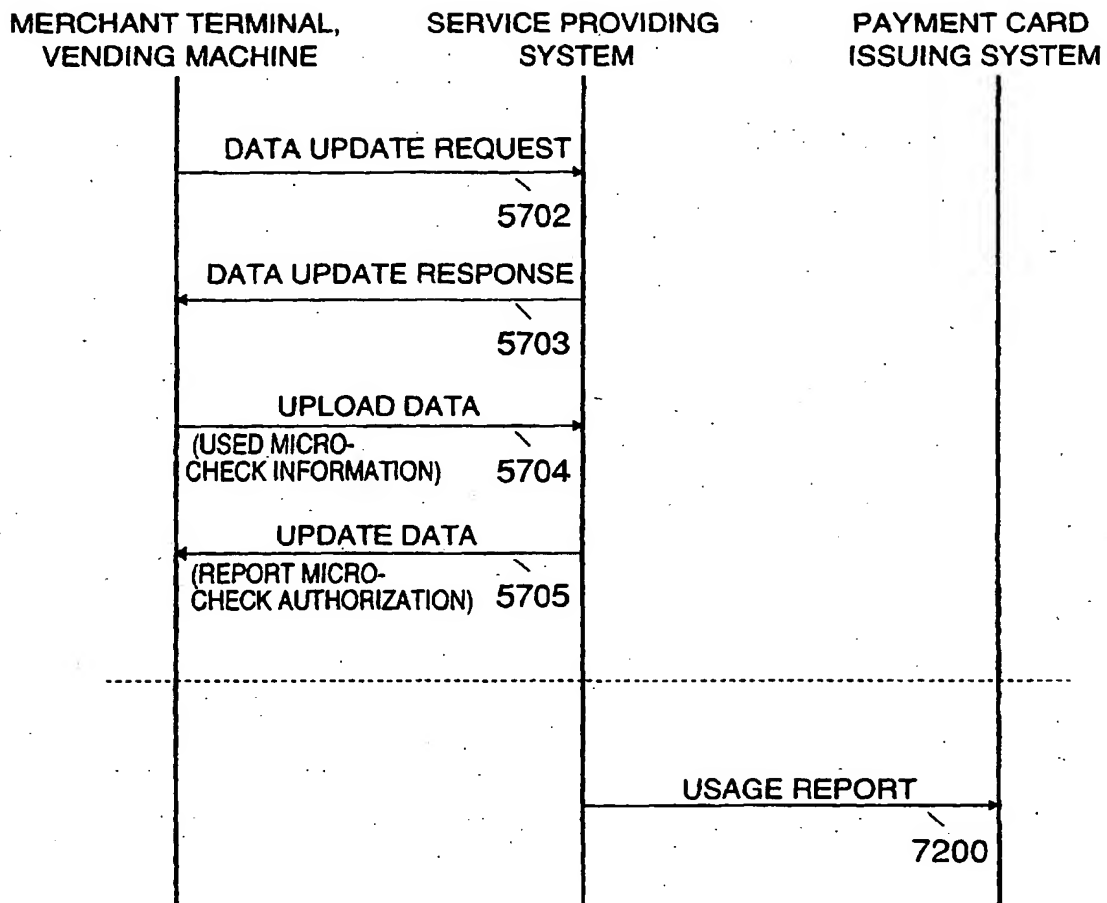 MERCHANT TERMINAL,
VENDING MACHINE
SERVICE PROVIDING
SYSTEM
PAYMENT CARD
ISSUING SYSTEM
DATA UPDATE REQUEST
5702
DATA UPDATE RESPONSE
5703
UPLOAD DATA
(USED MICRO-
CHECK INFORMATION)
5704
UPDATE DATA
(REPORT MICRO-
CHECK AUTHORIZATION)
5705
USAGE REPORT
7200